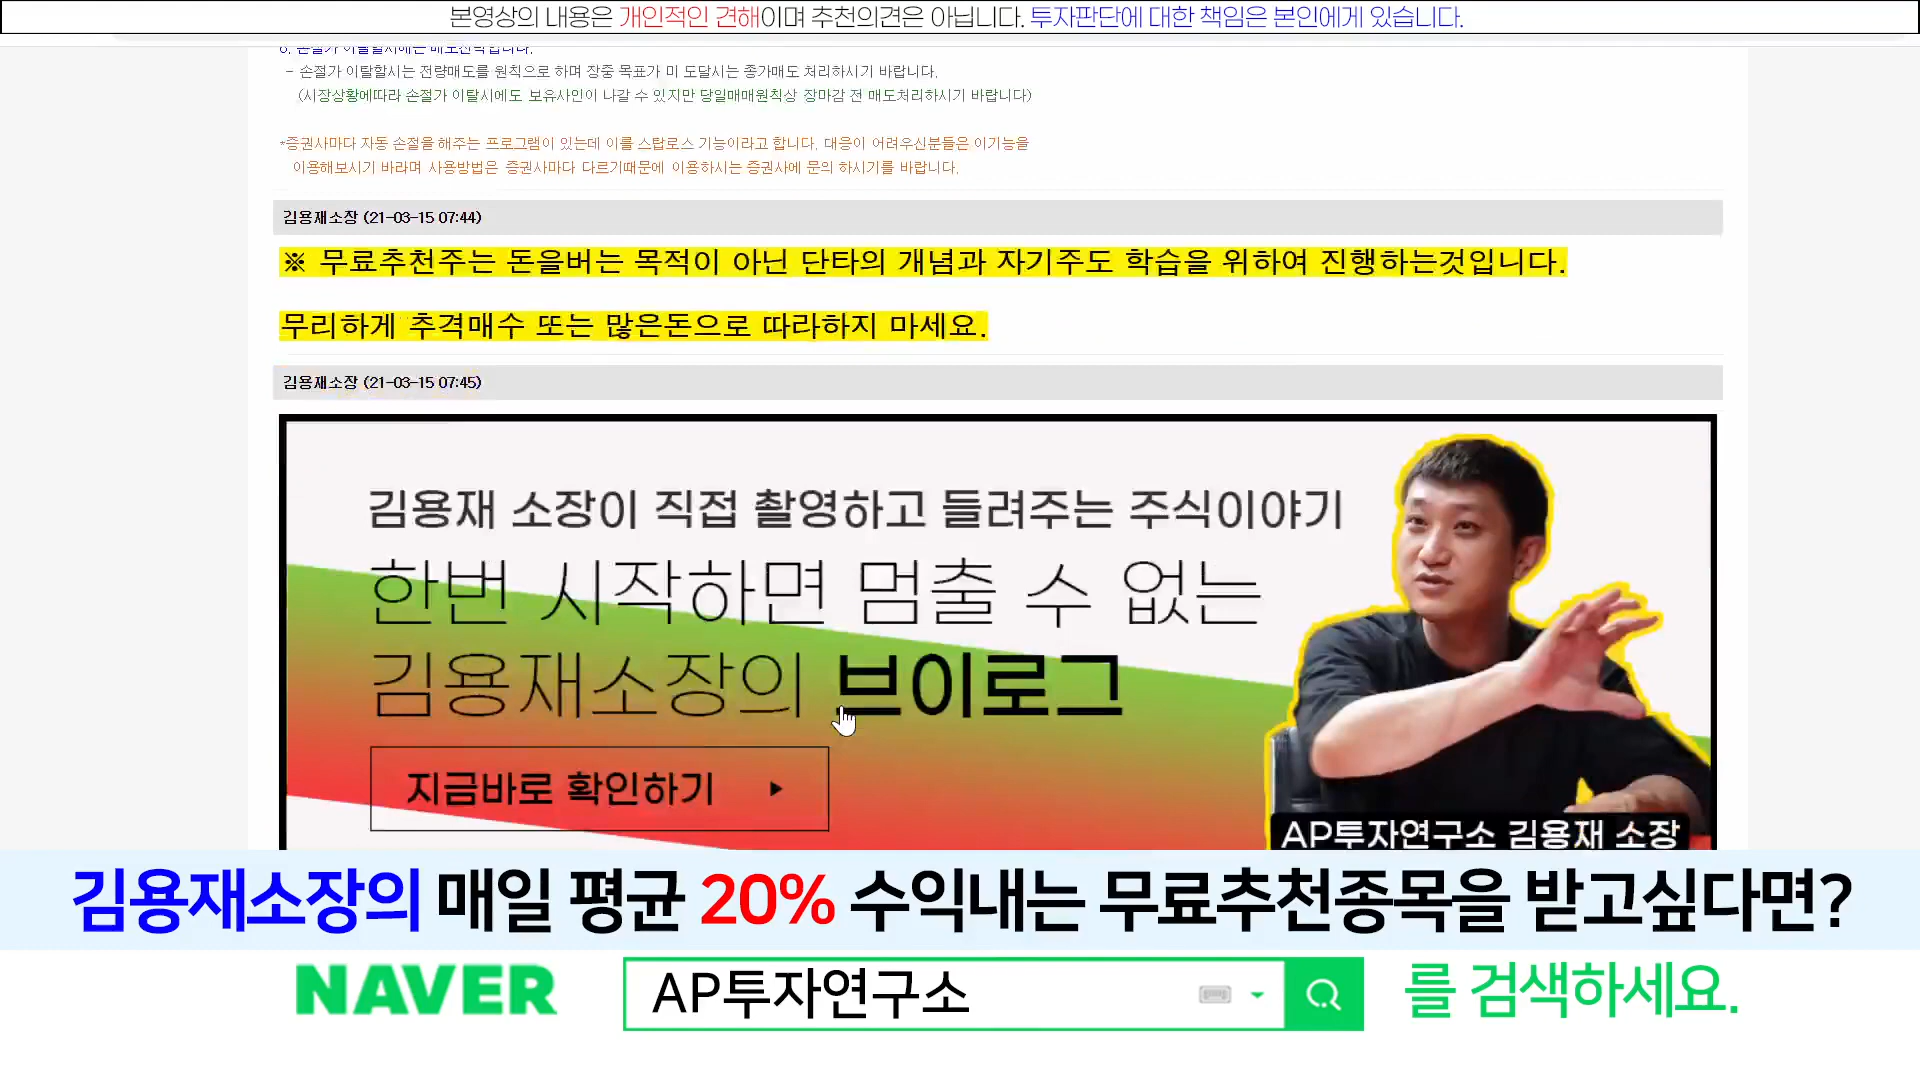 본영상의 내용은 개인적인 견해이며 추천의견은 아닙니다. 투자판단에 대한 책임은 본인에게 있습니다.
6. 손절가 이탈할시에는 매도전략입니다.
- 손절가 이탈할시는 전량매도를 원칙으로 하며 장중 목표가 미 도달시는 종가매도 처리하시기 바랍니다.
(시장상황에따라 손절가 이탈시에도 보유사인이 나갈 수 있지만 당일매매원칙상 장마감 전 매도처리하시기 바랍니다)
*증권사마다 자동 손절을 해주는 프로그램이 있는데 이를 스탑로스 기능이라고 합니다. 대응이 어려우신분들은 이기능을
이용해보시기 바라며 사용방법은 증권사마다 다르기때문에 이용하시는 증권사에 문의 하시기를 바랍니다.
김용재소장 (21-03-15 07:44)
※ 무료추천주는 돈을버는 목적이 아닌 단타의 개념과 자기주도 학습을 위하여 진행하는것입니다.
무리하게 추격매수 또는 많은돈으로 따라하지 마세요.
김용재소장 (21-03-15 07:45)
김용재 소장이 직접 촬영하고 들려주는 주식이야기
한번 시작하면 멈출 수 없는
김용재소장의 브이로그
지금바로 확인하기 ▶
AP투자연구소 김용재 소장
김용재소장의 매일 평균 20% 수익내는 무료추천종목을 받고싶다면?
NAVER AP투자연구소 를 검색하세요.